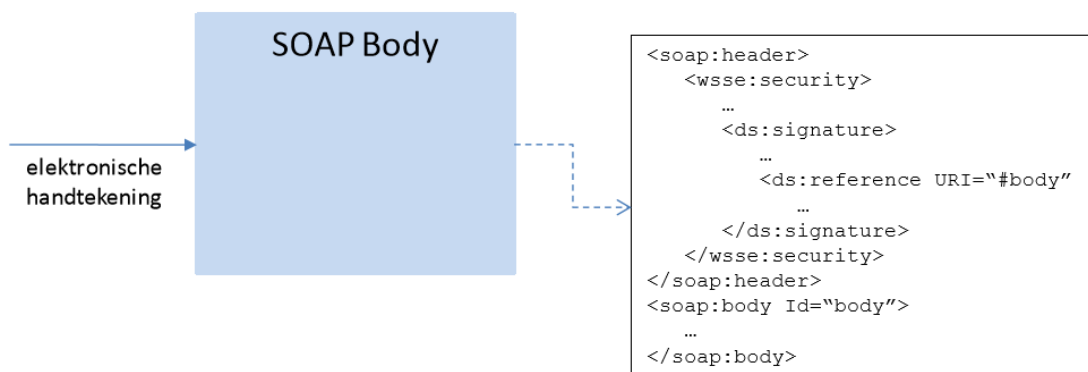 SOAP Body
elektronische
handtekening
<soap:header>
<wsse:security>
…
<ds:signature>
…
<ds:reference URI=“#body”
…
</ds:signature>
</wsse:security>
</soap:header>
<soap:body Id=“body”>
…
</soap:body>